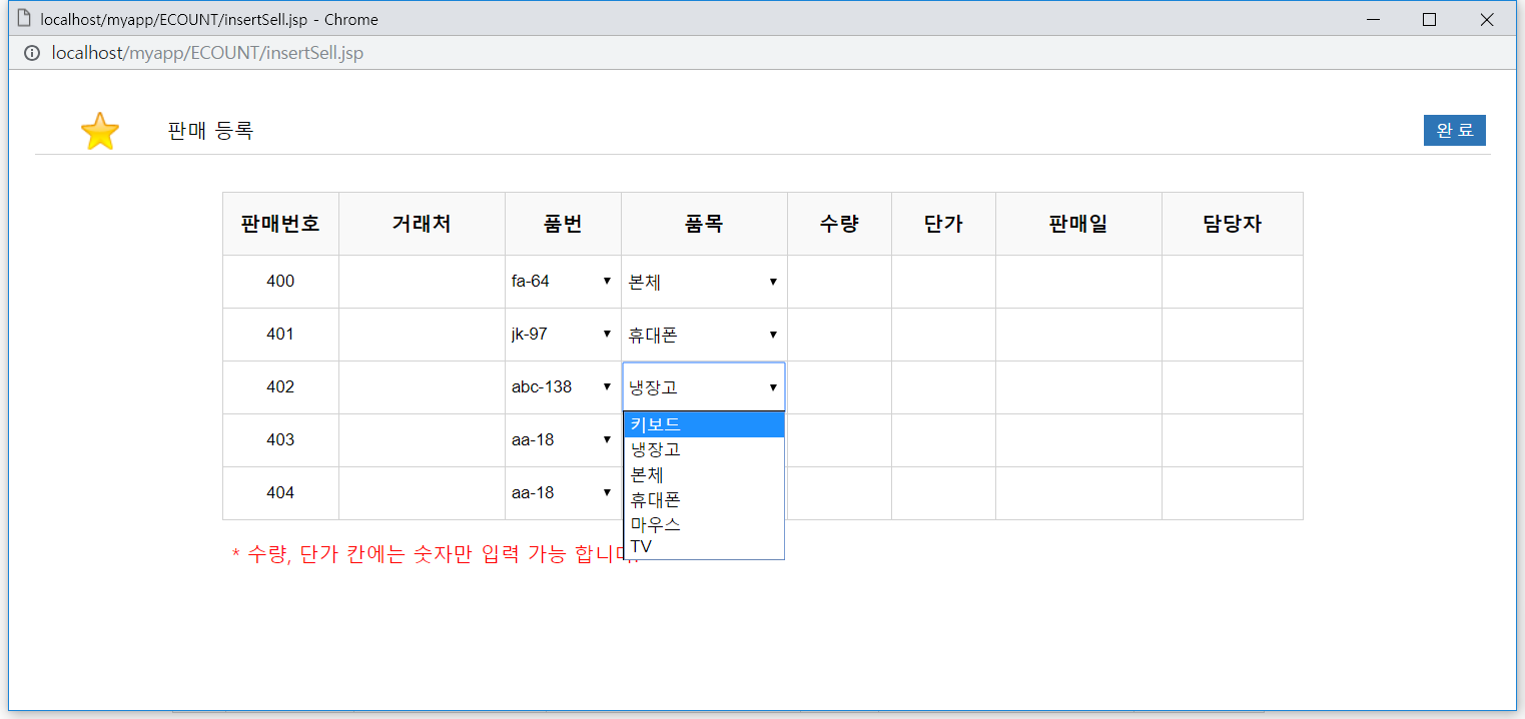 localhost/myapp/ECOUNT/insertSell.jsp - Chrome
localhost/myapp/ECOUNT/insertSell.jsp
판매 등록 완 료
판매번호 거래처 품번 품목 수량 단가 판매일 담당자
400 fa-64 본체
401 jk-97 휴대폰
402 abc-138 냉장고
키보드
403 aa-18 냉장고
본체
404 aa-18 휴대폰
마우스
TV
* 수량, 단가 칸에는 숫자만 입력 가능 합니다.